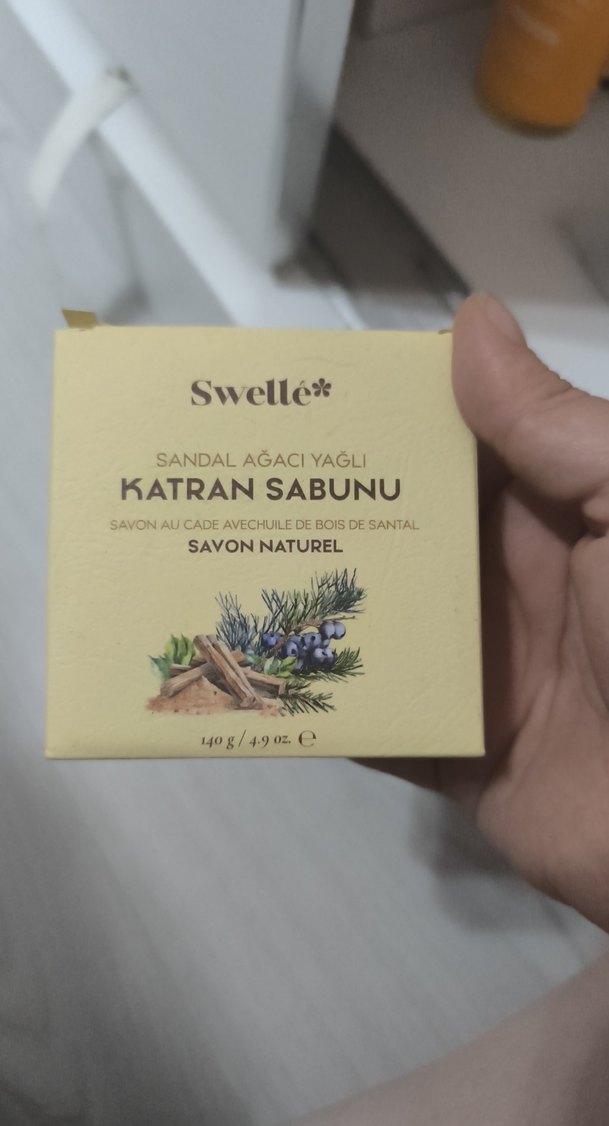 Swellé*
SANDAL AĞACI YAĞLI
KATRAN SABUNU
SAVON AU CADE AVECHUILE DE BOIS DE SANTAL
SAVON NATUREL
140 g / 4.9 oz. ℮